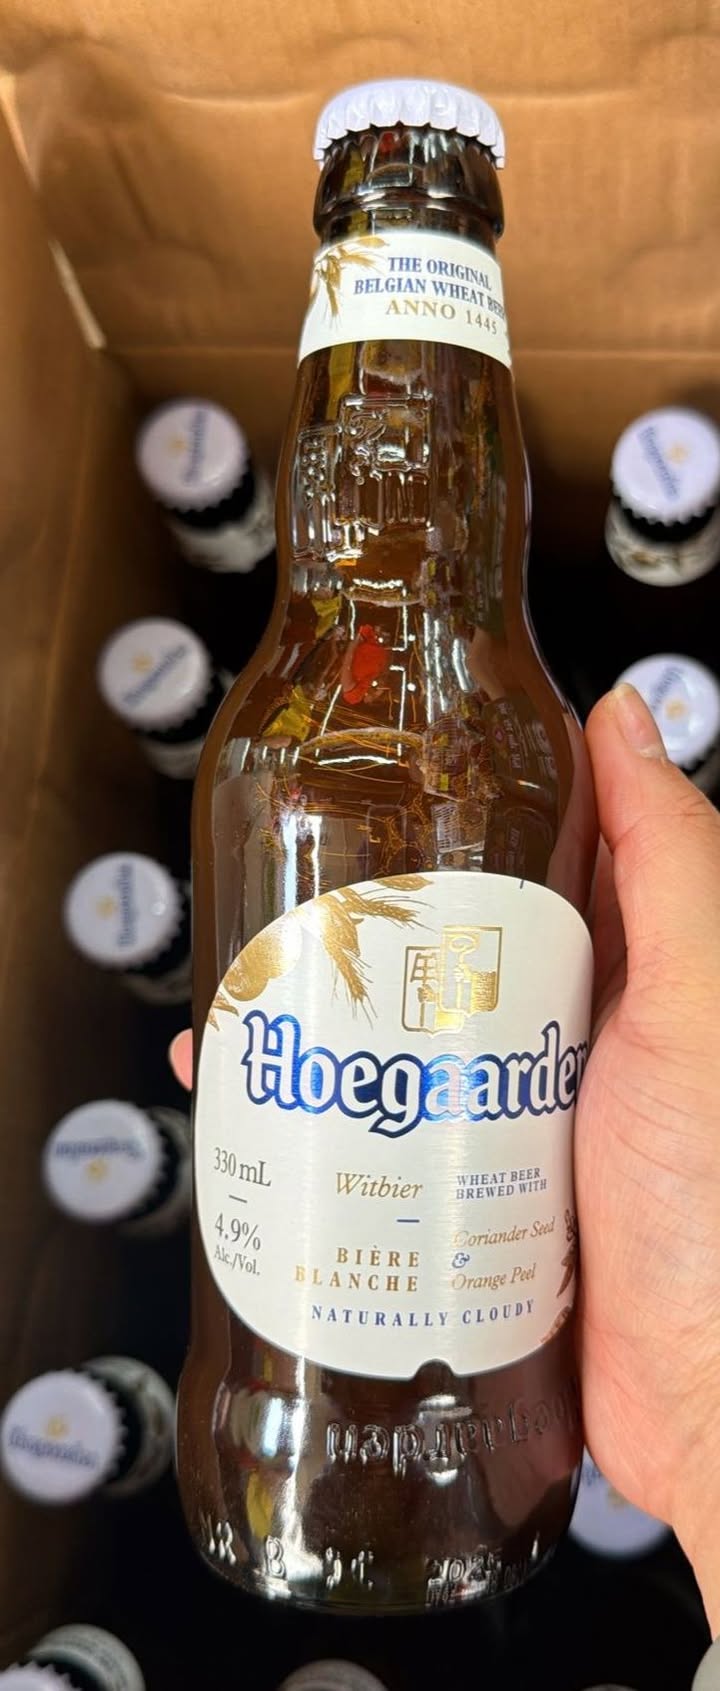 THE ORIGINAL
BELGIAN WHEAT
ANNO 1445
Hoegaarden
330 mL
4.9%
Alc./Vol.
Witbier
BIÈRE
BLANCHE
WHEAT BEER
BREWED WITH
Coriander Seed
&
Orange Peel
NATURALLY CLOUDY